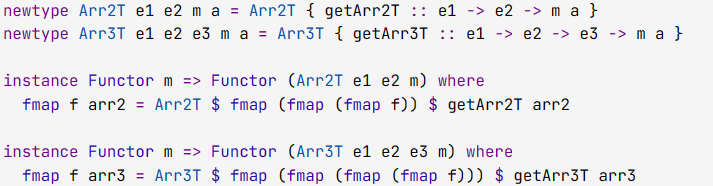 newtype Arr2T e1 e2 m a = Arr2T { getArr2T :: e1 -> e2 -> m a }
newtype Arr3T e1 e2 e3 m a = Arr3T { getArr3T :: e1 -> e2 -> e3 -> m a }

instance Functor m => Functor (Arr2T e1 e2 m) where
  fmap f arr2 = Arr2T $ fmap (fmap (fmap f)) $ getArr2T arr2

instance Functor m => Functor (Arr3T e1 e2 e3 m) where
  fmap f arr3 = Arr3T $ fmap (fmap (fmap (fmap f))) $ getArr3T arr3